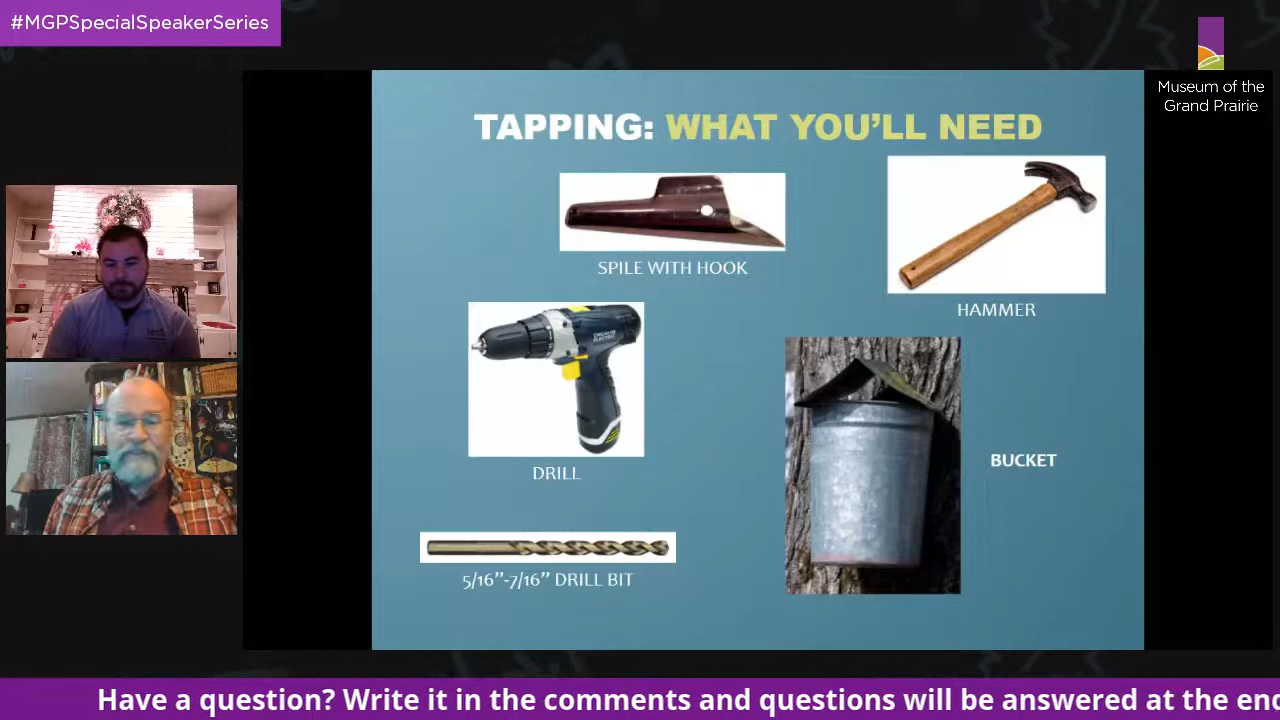 #MGPSpecialSpeakerSeries
Museum of the
Grand Prairie
TAPPING: WHAT YOU’LL NEED
SPILE WITH HOOK
HAMMER
DRILL
BUCKET
5/16”-7/16” DRILL BIT
Have a question? Write it in the comments and questions will be answered at the end